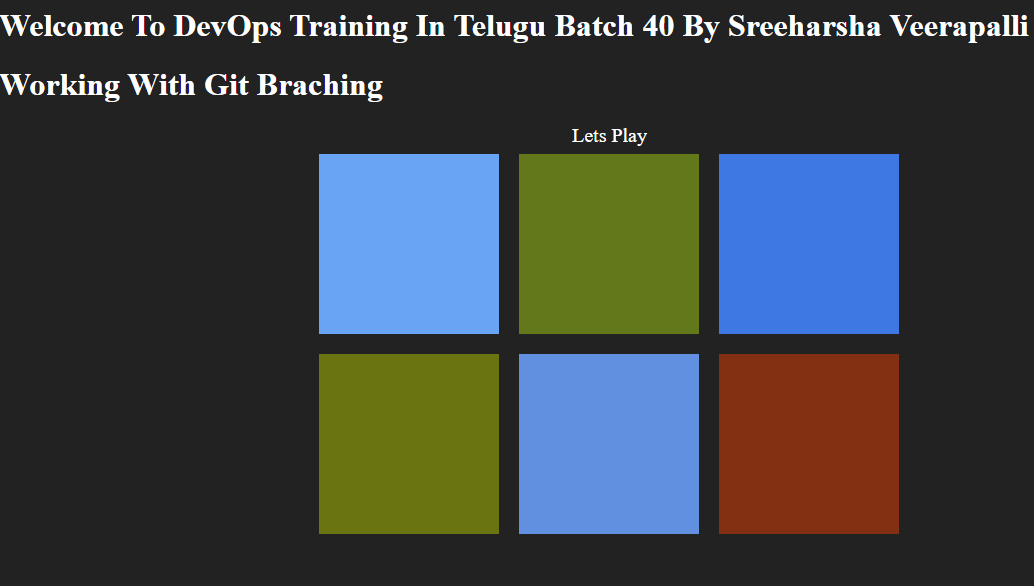 Welcome To DevOps Training In Telugu Batch 40 By Sreeharsha Veerapalli
Working With Git Braching
Lets Play